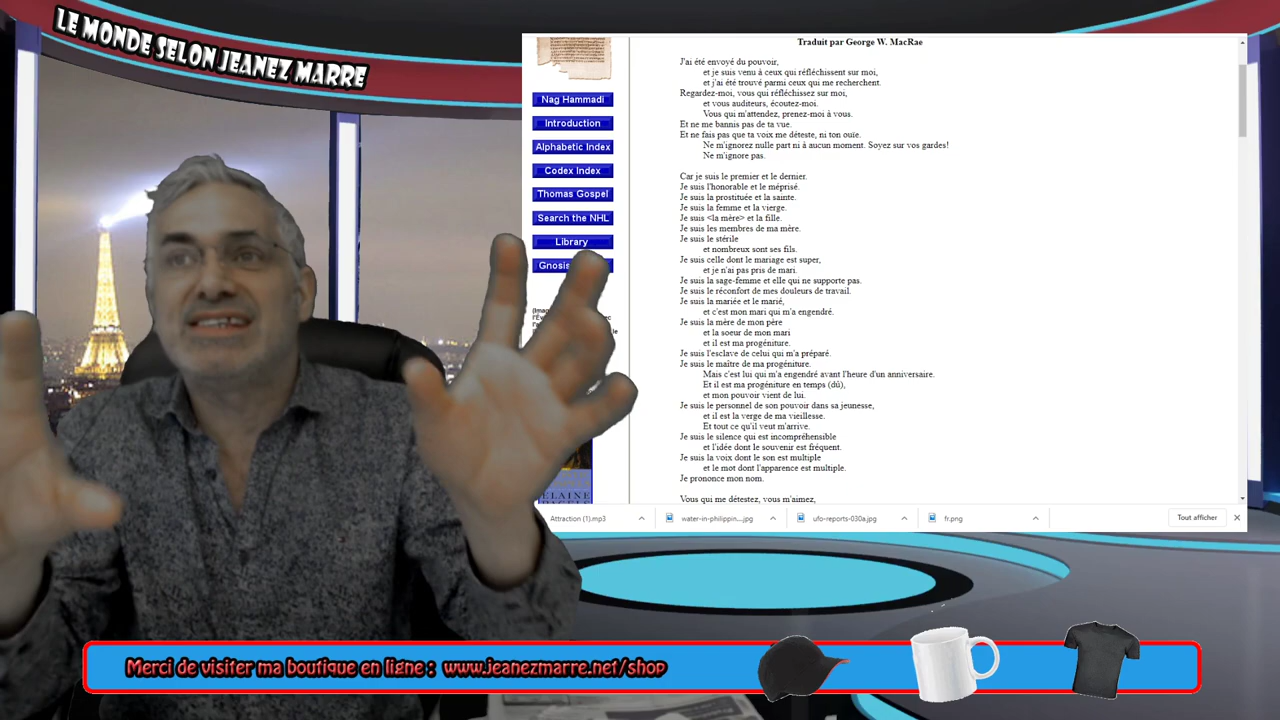 LE MONDE SELON JEANEZ MARRE
Traduit par George W. MacRae
J'ai été envoyé du pouvoir,
et je suis venu à ceux qui réfléchissent sur moi,
et j'ai été trouvé parmi ceux qui me recherchent.
Regardez-moi, vous qui réfléchissez sur moi,
et vous auditeurs, écoutez-moi.
Vous qui m'attendez, prenez-moi à vous.
Et ne me bannis pas de ta vue.
Et ne fais pas que ta voix me déteste, ni ton ouïe.
Ne m'ignorez nulle part ni à aucun moment. Soyez sur vos gardes!
Ne m'ignore pas.
Car je suis le premier et le dernier.
Je suis l'honorable et le méprisé.
Je suis la prostituée et la sainte.
Je suis la femme et la vierge.
Je suis <la mère> et la fille.
Je suis les membres de ma mère.
Je suis le stérile
et nombreux sont ses fils.
Je suis celle dont le mariage est super,
et je n'ai pas pris de mari.
Je suis la sage-femme et elle qui ne supporte pas.
Je suis le réconfort de mes douleurs de travail.
Je suis la mariée et le marié,
et c'est mon mari qui m'a engendré.
Je suis la mère de mon père
et la soeur de mon mari
et il est ma progéniture.
Je suis l'esclave de celui qui m'a préparé.
Je suis le maître de ma progéniture.
Mais c'est lui qui m'a engendré avant l'heure d'un anniversaire.
Et il est ma progéniture en temps (dû),
et mon pouvoir vient de lui.
Je suis le personnel de son pouvoir dans sa jeunesse,
et il est la verge de ma vieillesse.
Et tout ce qu'il veut m'arrive.
Je suis le silence qui est incompréhensible
et l'idée dont le souvenir est fréquent.
Je suis la voix dont le son est multiple
et le mot dont l'apparence est multiple.
Je prononce mon nom.
Vous qui me détestez, vous m'aimez,
Nag Hammadi
Introduction
Alphabetic Index
Codex Index
Thomas Gospel
Search the NHL
Library
ELAINE
Attraction (1).mp3
water-in-philippin....jpg
ufo-reports-030a.jpg
fr.png
Tout afficher
Merci de visiter ma boutique en ligne : www.jeanezmarre.net/shop